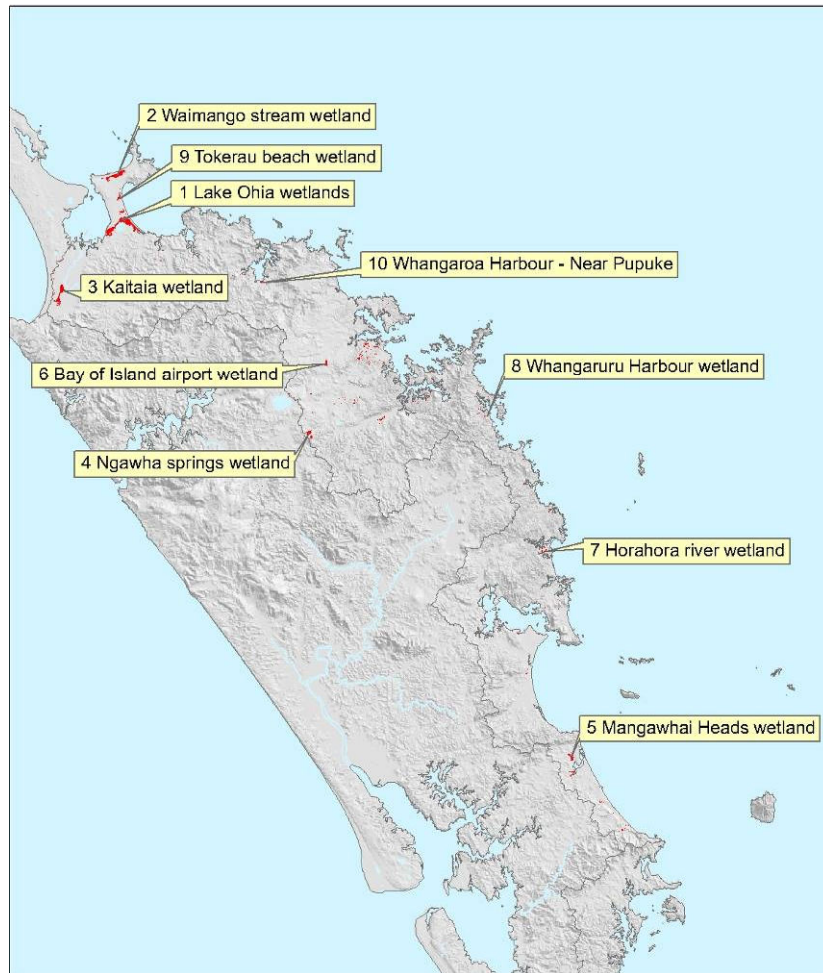 2 Waimango stream wetland
9 Tokerau beach wetland
1 Lake Ohia wetlands
10 Whangaroa Harbour - Near Pupuke
3 Kaitaia wetland
6 Bay of Island airport wetland
8 Whangaruru Harbour wetland
4 Ngawha springs wetland
7 Horahora river wetland
5 Mangawhai Heads wetland